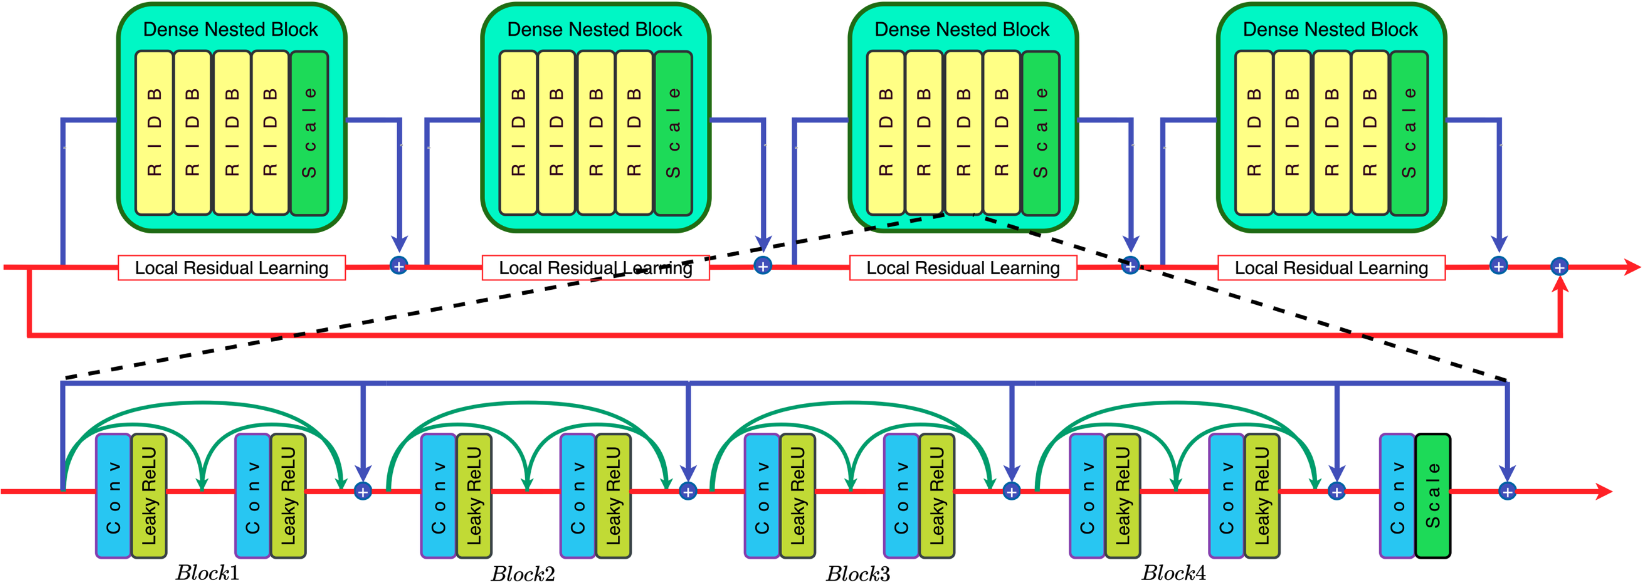 Dense Nested Block
Dense Nested Block
Dense Nested Block
Dense Nested Block
RIDB
RIDB
RIDB
RIDB
Scale
RIDB
RIDB
RIDB
RIDB
Scale
RIDB
RIDB
RIDB
RIDB
Scale
RIDB
RIDB
RIDB
RIDB
Scale
Local Residual Learning
+
Local Residual Learning
+
Local Residual Learning
+
Local Residual Learning
+
+
Conv
Leaky ReLU
Conv
Leaky ReLU
+
Conv
Leaky ReLU
Conv
Leaky ReLU
+
Conv
Leaky ReLU
Conv
Leaky ReLU
+
Conv
Leaky ReLU
Conv
Leaky ReLU
+
Conv
Scale
+
Block1
Block2
Block3
Block4